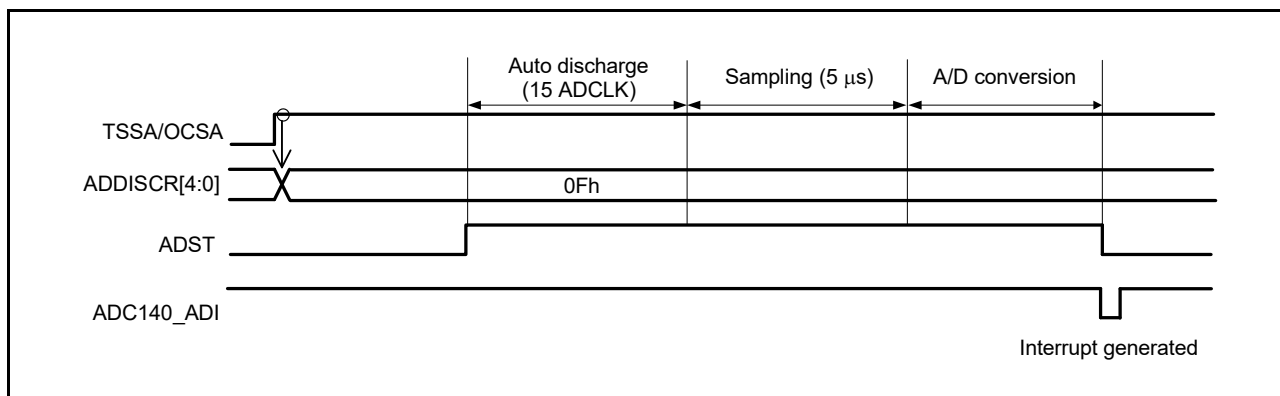 Auto discharge
(15 ADCLK)
Sampling (5 μs)
A/D conversion
TSSA/OCSA
ADDISCR[4:0]
0Fh
ADST
ADC140_ADI
Interrupt generated